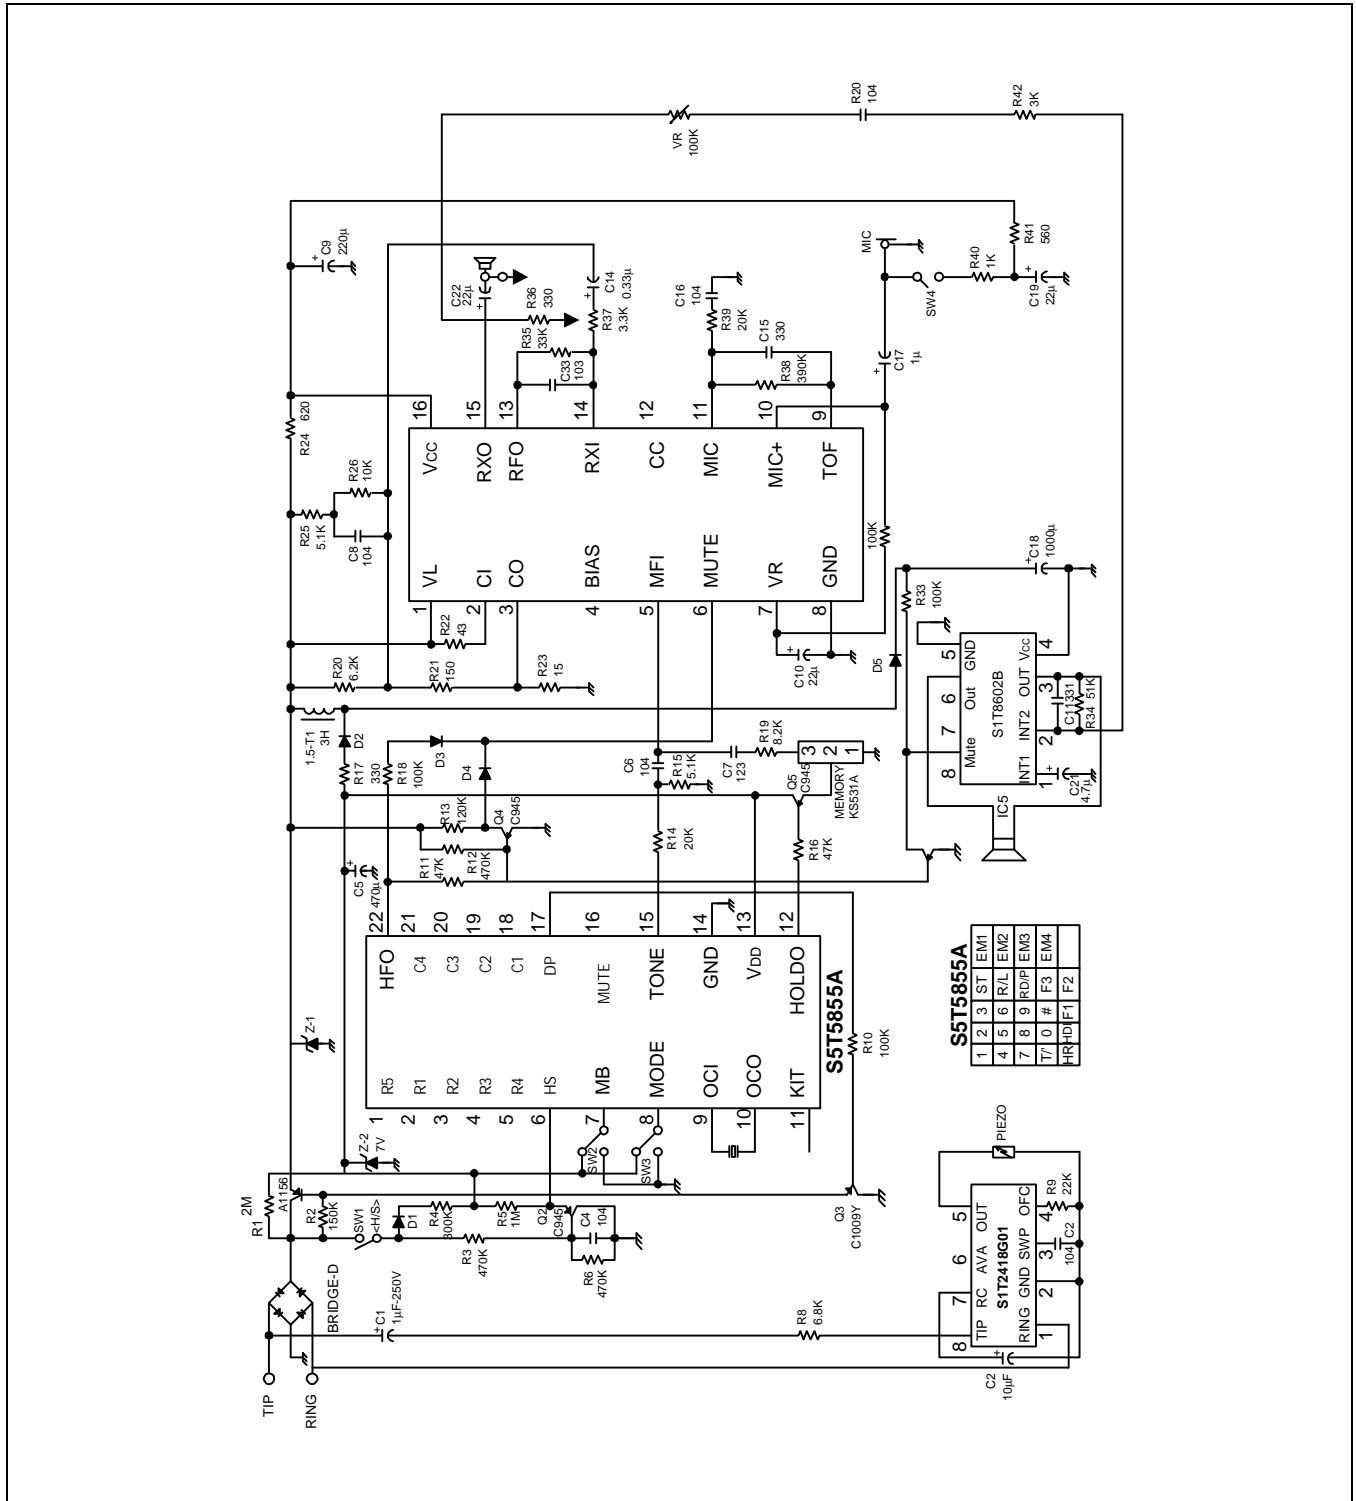 TIP
RING
BRIDGE-D
R1
2M
A1156
R2
150K
SW1
<H/S>
D1
R4
300K
R3
470K
R5
1M
Q2
C945
C4
104
R6
470K
+
C1
1µF-250V
R8
6.8K
Z-2
7V
Z-1
SW2
SW3
1
2
3
4
5
6
7
8
9
10
11
R5
R1
R2
R3
R4
HS
MB
MODE
OCI
OCO
KIT
HFO
C4
C3
C2
C1
DP
MUTE
TONE
GND
VDD
HOLDO
22
21
20
19
18
17
16
15
14
13
12
S5T5855A
Q3
C1009Y
R10
100K
+
C5
470µ
R11
47K
R12
470K
R13
120K
Q4
C945
R17
330
R18
100K
D2
D3
D4
1.5-T1
3H
R14
20K
R15
5.1K
C6
104
C7
123
R19
8.2K
R16
47K
Q5
C945
3
2
1
MEMORY
KS531A
R20
6.2K
R21
150
R22
43
R23
15
+
C10
22µ
D5
R25
5.1K
C8
104
R26
10K
R24
620
+
C9
220µ
1
2
3
4
5
6
7
8
VL
CI
CO
BIAS
MFI
MUTE
VR
GND
VCC
RXO
RFO
RXI
CC
MIC
MIC+
TOF
16
15
14
13
12
11
10
9
100K
C22
22µ
+
R36
330
R35
33K
C33
103
R37
3.3K
+
C14
0.33µ
C16
104
R39
20K
C15
330
R38
390K
+
C17
1µ
MIC
SW4
R40
1K
R41
560
+
C19
22µ
VR
100K
R20
104
R42
3K
R33
100K
+
C18
1000µ
8
7
6
5
Mute
Out
GND
S1T8602B
INT1
INT2
OUT
VCC
1
2
3
4
IC5
+
C21
4.7µ
C11
331
R34
51K
S5T5855A
1 2 3 ST EM1
4 5 6 R/L EM2
7 8 9 RD/P EM3
T/' 0 # F3 EM4
HR HDI F1 F2
PIEZO
8
7
6
5
TIP
RC
AVA
OUT
S1T2418G01
RING
GND
SWP
OFC
1
2
3
4
+
C2
10µF
C2
104
R9
22K